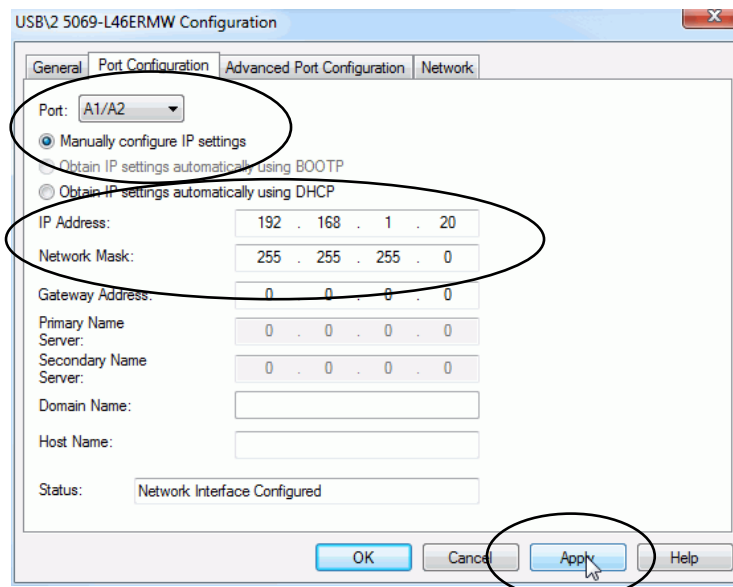 USB\2 5069-L46ERMW Configuration
General Port Configuration Advanced Port Configuration Network
Port: A1/A2
Manually configure IP settings
Obtain IP settings automatically using BOOTP
Obtain IP settings automatically using DHCP
IP Address: 192 . 168 . 1 . 20
Network Mask: 255 . 255 . 255 . 0
Gateway Address: 0 . 0 . 0 . 0
Primary Name
Server: 0 . 0 . 0 . 0
Secondary Name
Server: 0 . 0 . 0 . 0
Domain Name:
Host Name:
Status: Network Interface Configured
OK Cancel Apply Help